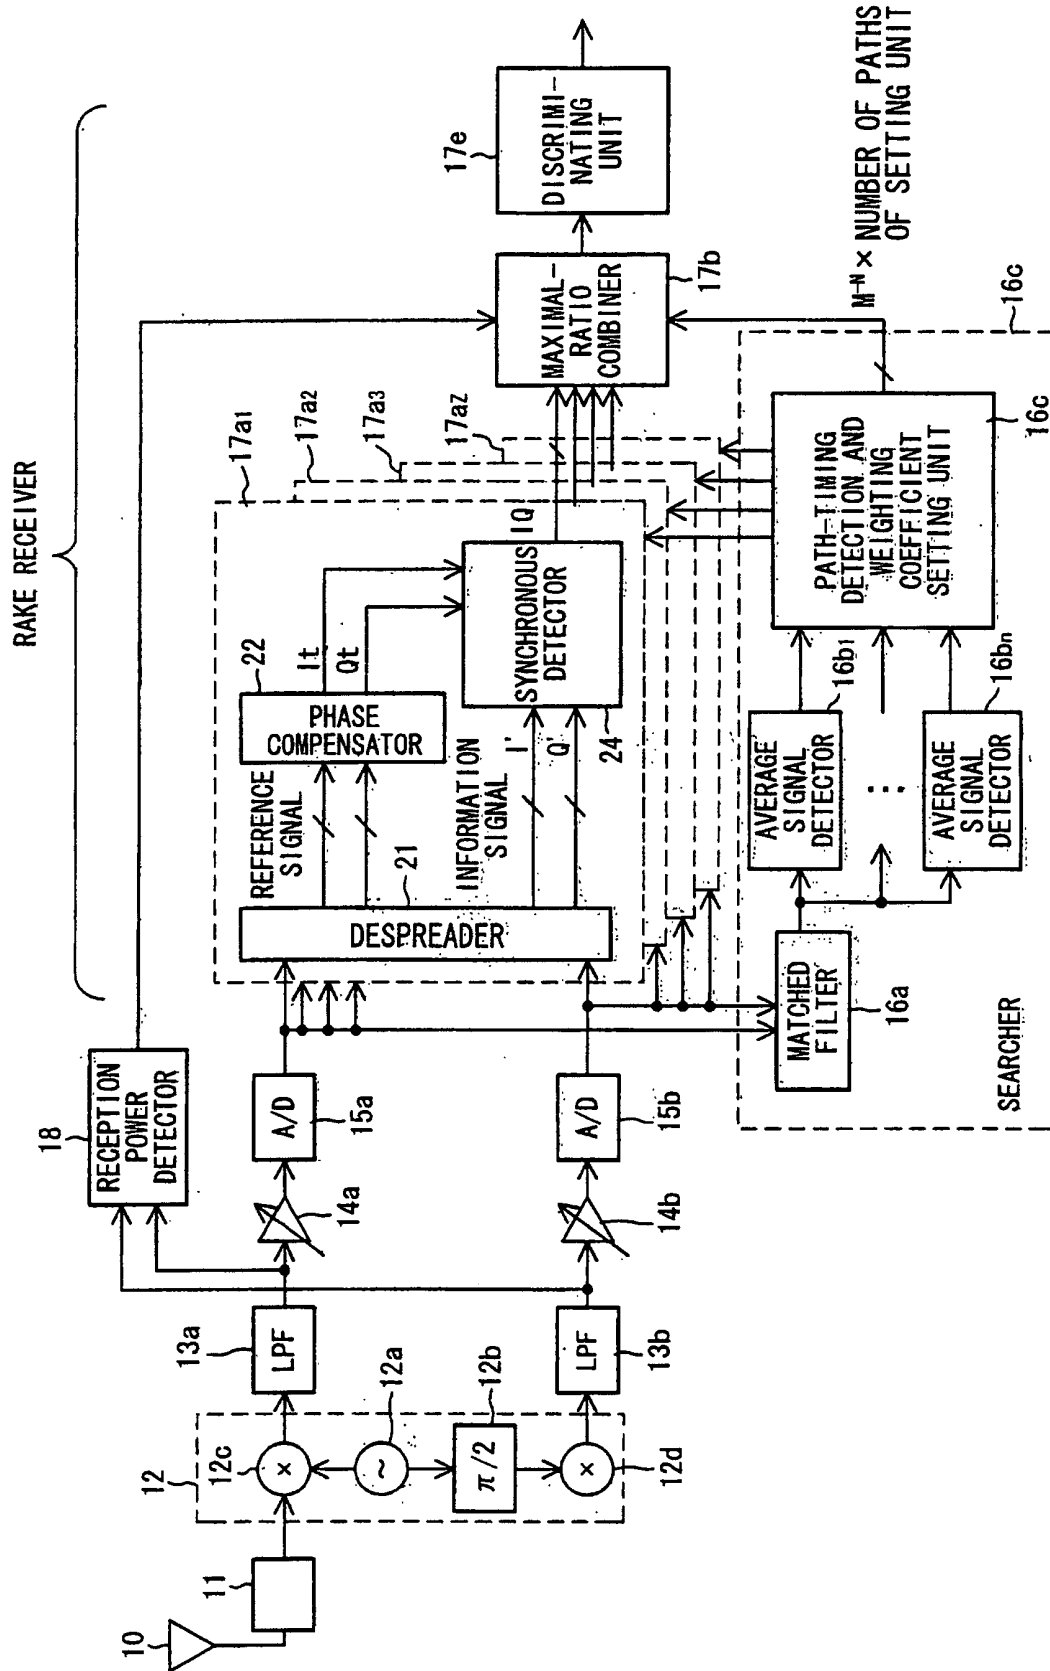 RAKE RECEIVER
10
11
12
12c
×
12a
~
12b
π/2
×
12d
13a
LPF
LPF
13b
18
RECEPTION
POWER
DETECTOR
14a
14b
A/D
15a
A/D
15b
17a1
17a2
17a3
17aZ
DESPREADER
21
REFERENCE
SIGNAL
INFORMATION
SIGNAL
22
PHASE
COMPENSATOR
It
Qt
I'
Q'
SYNCHRONOUS
DETECTOR
24
IQ
MAXIMAL-
RATIO
COMBINER
17b
17e
DISCRIMI-
NATING
UNIT
SEARCHER
MATCHED
FILTER
16a
AVERAGE
SIGNAL
DETECTOR
16b1
...
AVERAGE
SIGNAL
DETECTOR
16bn
PATH-TIMING
DETECTION AND
WEIGHTING
COEFFICIENT
SETTING UNIT
16c
16c
M-N × NUMBER OF PATHS
OF SETTING UNIT